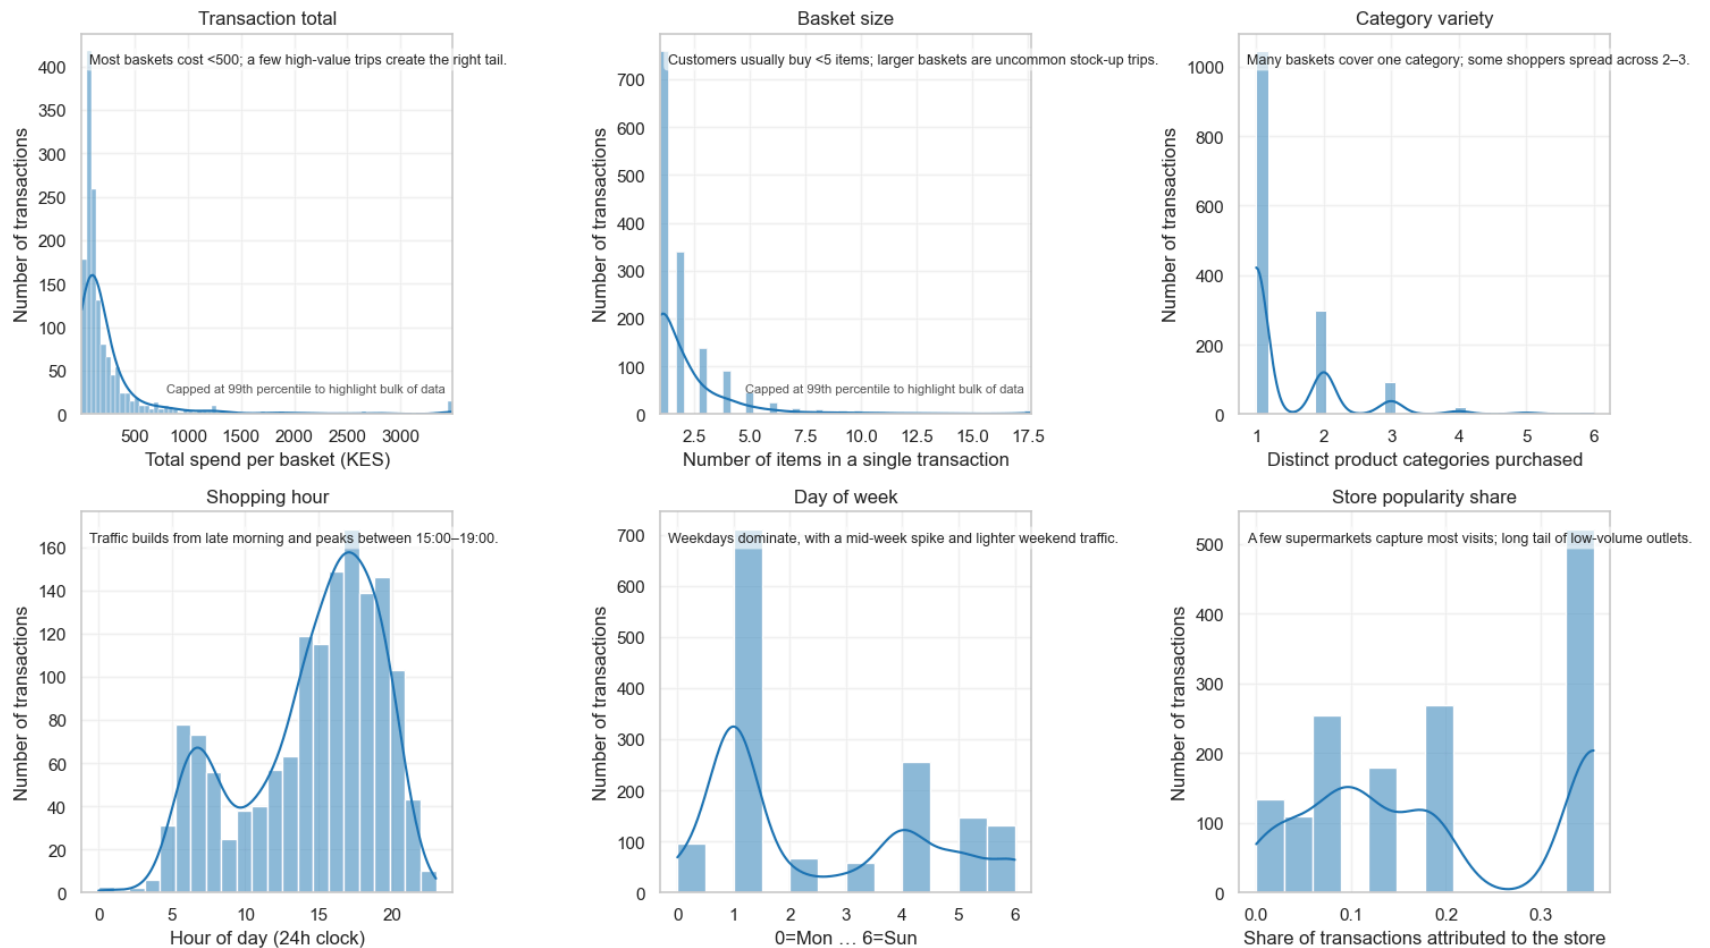 Transaction total
Most baskets cost <500; a few high-value trips create the right tail.
Number of transactions
400
350
300
250
200
150
100
50
0
Capped at 99th percentile to highlight bulk of data
500 1000 1500 2000 2500 3000
Total spend per basket (KES)
Basket size
Customers usually buy <5 items; larger baskets are uncommon stock-up trips.
Number of transactions
700
600
500
400
300
200
100
0
Capped at 99th percentile to highlight bulk of data
2.5 5.0 7.5 10.0 12.5 15.0 17.5
Number of items in a single transaction
Category variety
Many baskets cover one category; some shoppers spread across 2–3.
Number of transactions
1000
800
600
400
200
0
1 2 3 4 5 6
Distinct product categories purchased
Shopping hour
Traffic builds from late morning and peaks between 15:00–19:00.
Number of transactions
160
140
120
100
80
60
40
20
0
0 5 10 15 20
Hour of day (24h clock)
Day of week
Weekdays dominate, with a mid-week spike and lighter weekend traffic.
Number of transactions
700
600
500
400
300
200
100
0
0 1 2 3 4 5 6
0=Mon … 6=Sun
Store popularity share
A few supermarkets capture most visits; long tail of low-volume outlets.
Number of transactions
500
400
300
200
100
0
0.0 0.1 0.2 0.3
Share of transactions attributed to the store